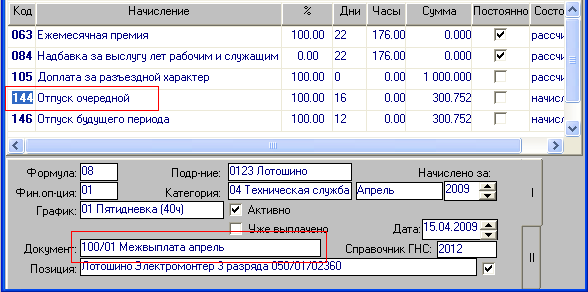 Код Начисление % Дни Часы Сумма Постоянно Состо
063 Ежемесячная премия 100.00 22 176.00 0.000 рассчи
084 Надбавка за выслугу лет рабочим и служащим 0.00 22 176.00 0.000 рассчи
105 Доплата за разъездной характер 100.00 0 0.00 1 000.000 рассчи
144 Отпуск очередной 100.00 16 0.00 300.752 начисл
146 Отпуск будущего периода 100.00 12 0.00 300.752 начисл
Формула: 08 Подр-ние: 0123 Лотошино Начислено за:
Фин.оп-ция: 01 Категория: 04 Техническая служба Апрель 2009
График: 01 Пятидневка (40ч) Активно
Уже выплачено Дата: 15.04.2009
Документ: 100/01 Межвыплата апрель Справочник ГНС: 2012
Позиция: Лотошино Электромонтер 3 разряда 050/01/02360
I
II